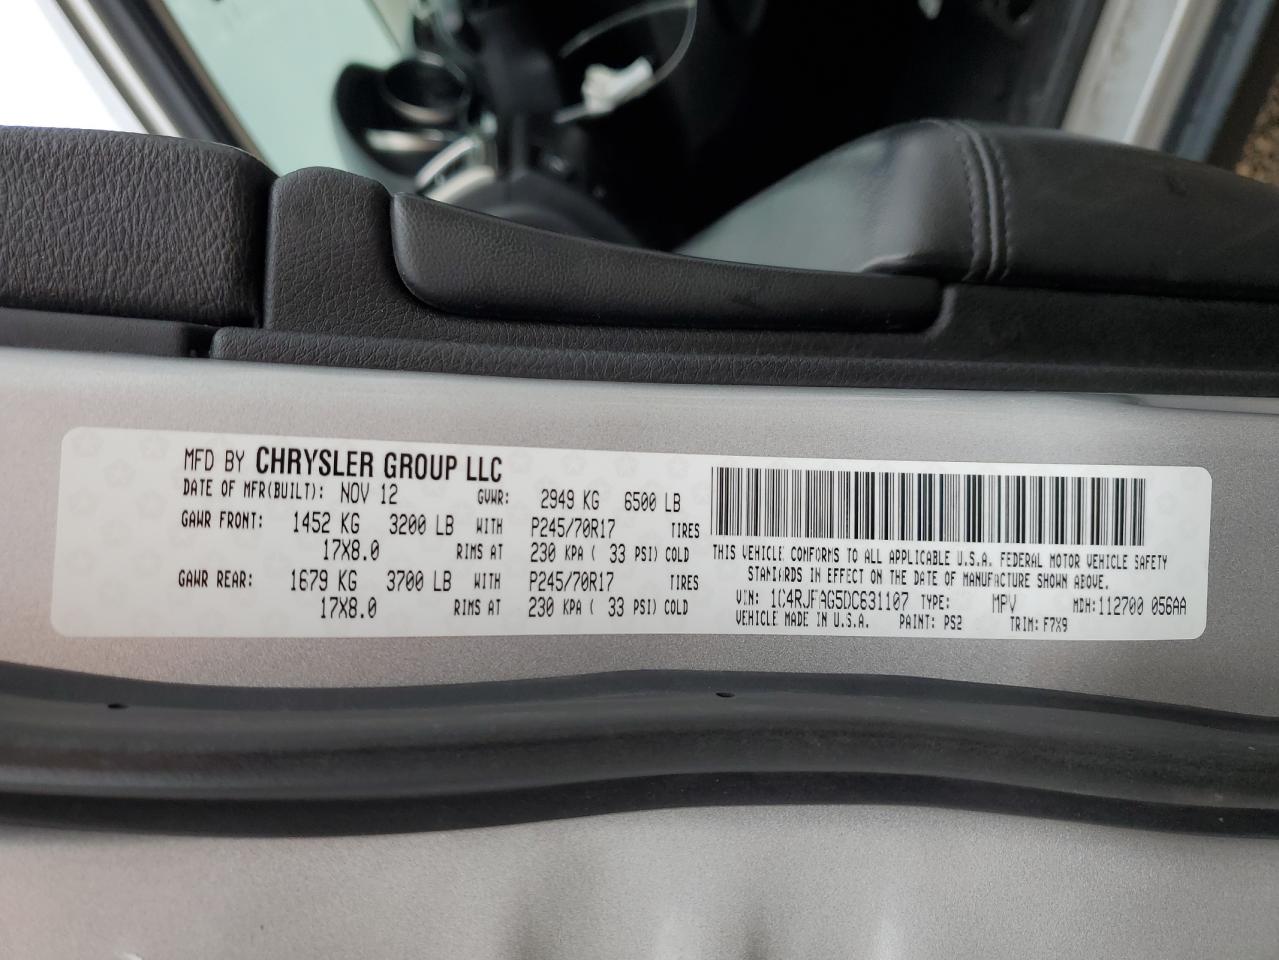 MFD BY CHRYSLER GROUP LLC
DATE OF MFR(BUILT): NOV 12 GVWR: 2949 KG 6500 LB
GAWR FRONT: 1452 KG 3200 LB WITH P245/70R17 TIRES
17X8.0 RIMS AT 230 KPA ( 33 PSI) COLD
GAWR REAR: 1679 KG 3700 LB WITH P245/70R17 TIRES
17X8.0 RIMS AT 230 KPA ( 33 PSI) COLD
THIS VEHICLE CONFORMS TO ALL APPLICABLE U.S.A. FEDERAL MOTOR VEHICLE SAFETY
STANDARDS IN EFFECT ON THE DATE OF MANUFACTURE SHOWN ABOVE.
VIN: 1C4RJFAG5DC631107 TYPE: MPV MDH:112700 056AA
VEHICLE MADE IN U.S.A. PAINT: PS2 TRIM: F7X9